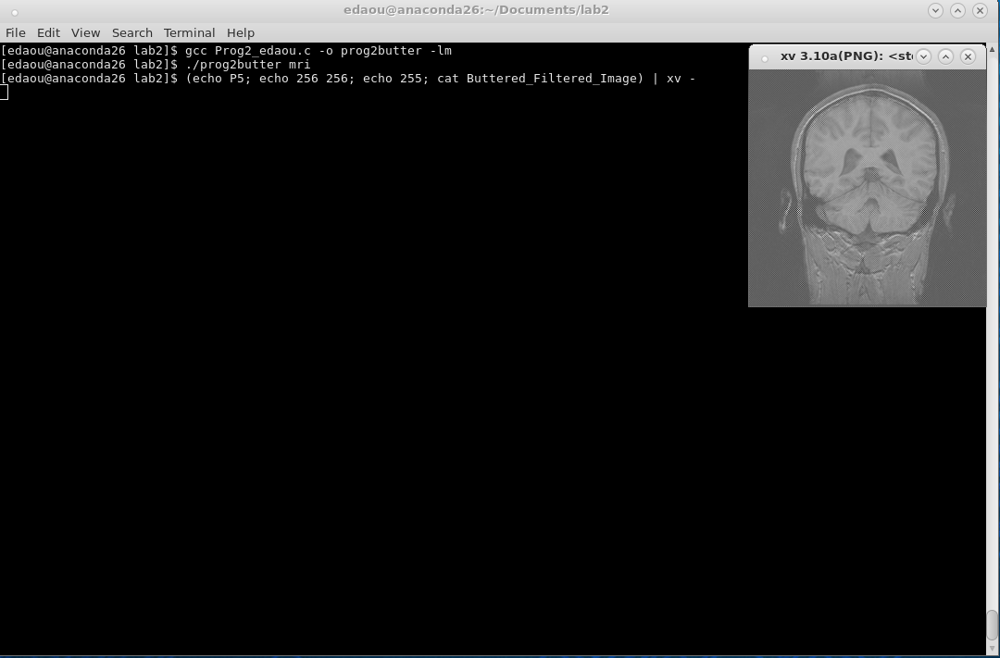 edaou@anaconda26:~/Documents/lab2
File Edit View Search Terminal Help
[edaou@anaconda26 lab2]$ gcc Prog2_edaou.c -o prog2butter -lm
[edaou@anaconda26 lab2]$ ./prog2butter mri
[edaou@anaconda26 lab2]$ (echo P5; echo 256 256; echo 255; cat Buttered_Filtered_Image) | xv -
xv 3.10a(PNG): <st